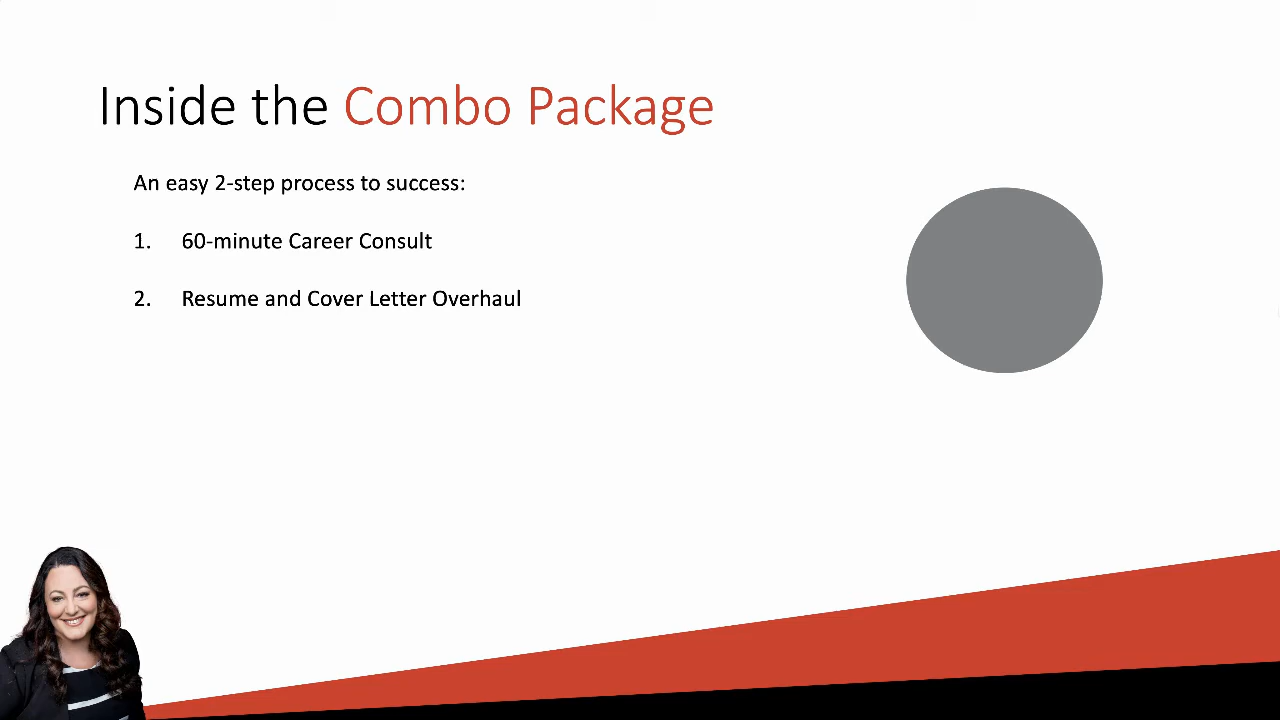 Inside the Combo Package
An easy 2-step process to success:
1. 60-minute Career Consult
2. Resume and Cover Letter Overhaul